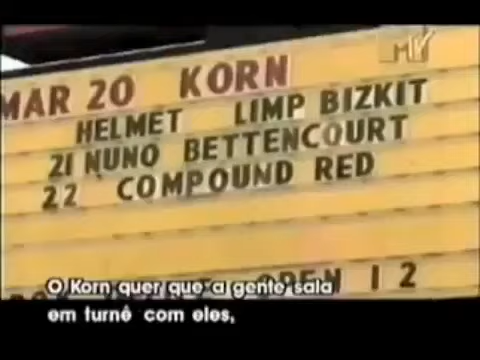 MTV
MAR 20 KORN
HELMET LIMP BIZKIT
21 NUNO BETTENCOURT
22 COMPOUND RED
OPEN 12
O Korn quer que a gente saia
em turnê com eles,